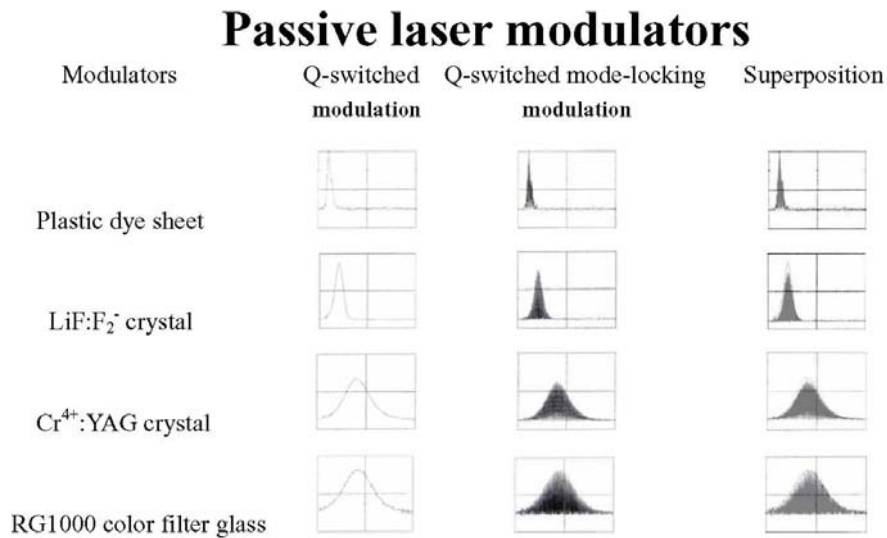 Passive laser modulators
Modulators Q-switched Q-switched mode-locking Superposition
modulation modulation
Plastic dye sheet
LiF:F₂⁻ crystal
Cr⁴⁺:YAG crystal
RG1000 color filter glass